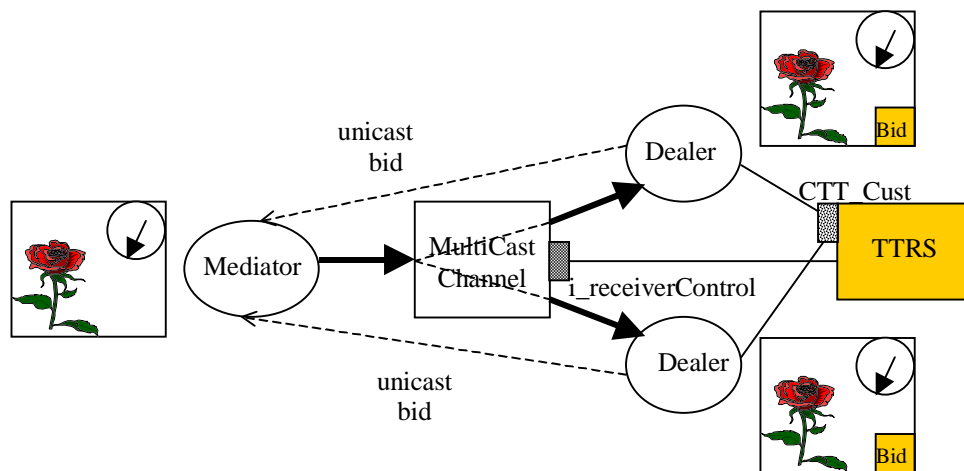 Bid
unicast
bid
Dealer
CTT_Cust
Mediator
MultiCast
Channel
TTRS
i_receiverControl
Dealer
unicast
bid
Bid